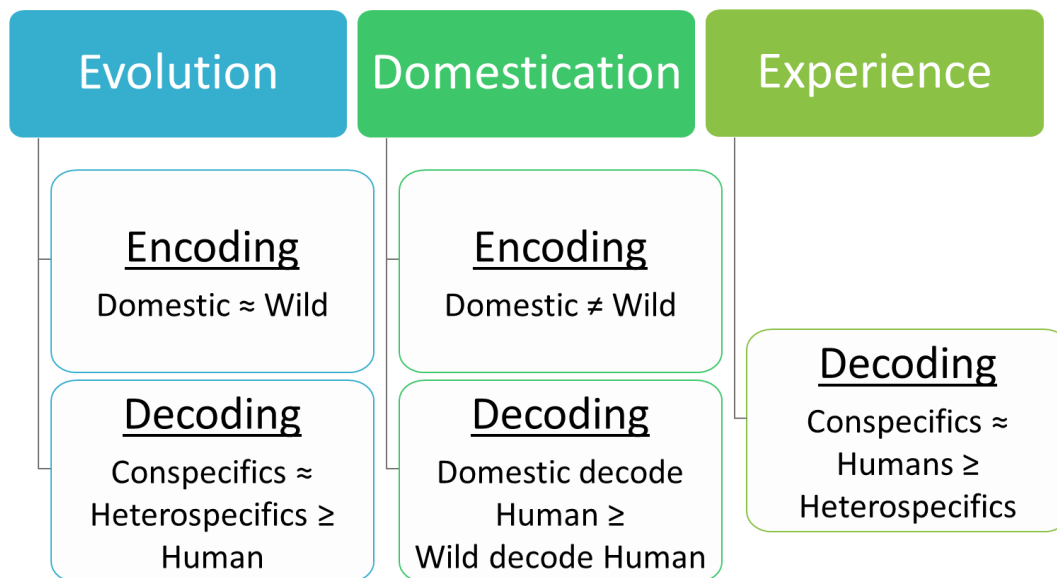 Evolution
Encoding
Domestic ≈ Wild
Decoding
Conspecifics ≈
Heterospecifics ≥
Human
Domestication
Encoding
Domestic ≠ Wild
Decoding
Domestic decode
Human ≥
Wild decode Human
Experience
Decoding
Conspecifics ≈
Humans ≥
Heterospecifics